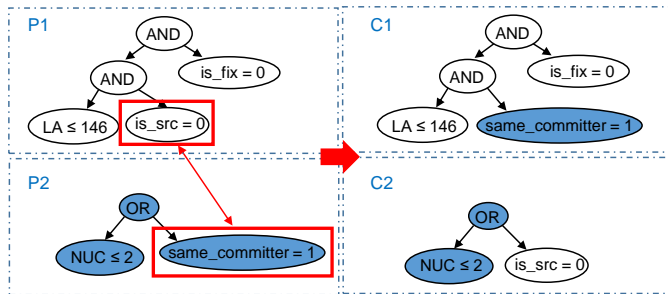 P1
AND
AND
is_fix = 0
LA ≤ 146
is_src = 0
P2
OR
NUC ≤ 2
same_committer = 1
C1
AND
AND
is_fix = 0
LA ≤ 146
same_committer = 1
C2
OR
NUC ≤ 2
is_src = 0